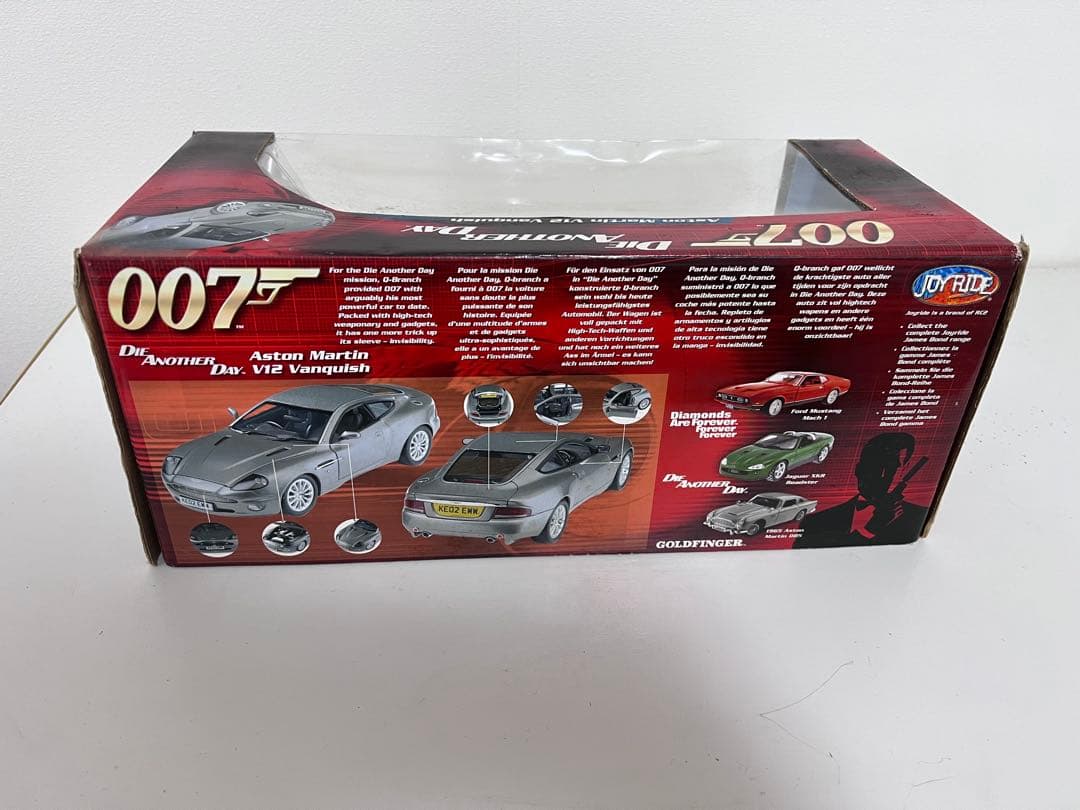 Aston Martin V12 Vanquish
DIE ANOTHER DAY
007
007
TM
DIE ANOTHER DAY.
Aston Martin
V12 Vanquish
For the Die Another Day
mission, Q-Branch
provided 007 with
arguably his most
powerful car to date.
Packed with high-tech
weaponry and gadgets,
it has one more trick up
its sleeve - invisibility.
Pour la mission Die
Another Day, Q-branch a
fourni à 007 la voiture
sans doute la plus
puissante de son
histoire. Equipée
d'une multitude d'armes
et de gadgets
ultra-sophistiqués,
elle a un avantage de
plus - l'invisibilité.
Für den Einsatz von 007
in "Die Another Day"
konstruierte Q-branch
sein wohl bis heute
leistungsfähigstes
Automobil. Der Wagen ist
voll gepackt mit
High-Tech-Waffen und
anderen Vorrichtungen
und hat noch ein weiteres
Ass im Ärmel - es kann
sich unsichtbar machen!
Para la misión de Die
Another Day, Q-branch
suministró a 007 lo que
posiblemente sea su
coche más potente hasta
la fecha. Repleto de
armamentos y artilugios
de alta tecnología tiene
otro truco escondido en
la manga - invisibilidad.
Q-branch gaf 007 wellicht
de krachtigste auto aller
tijden voor zijn opdracht
in Die Another Day. Deze
auto zit vol hightech
wapens en andere
gadgets en heeft één
enorm voordeel - hij is
onzichtbaar!
JOYRIDE
Joyride is a brand of RC2
• Collect the
complete Joyride
James Bond range
• Collectionnez la
gamme James
Bond complète
• Sammeln Sie die
komplette James
Bond-Reihe
• Coleccione la
gama completa
de James Bond
• Verzamel het
complete James
Bond gamma
KE02 EWW
KE02 EWW
Diamonds
Are Forever.
Forever
Forever
Ford Mustang
Mach 1
DIE ANOTHER DAY.
Jaguar XKR
Roadster
GOLDFINGER
1965 Aston
Martin DB5